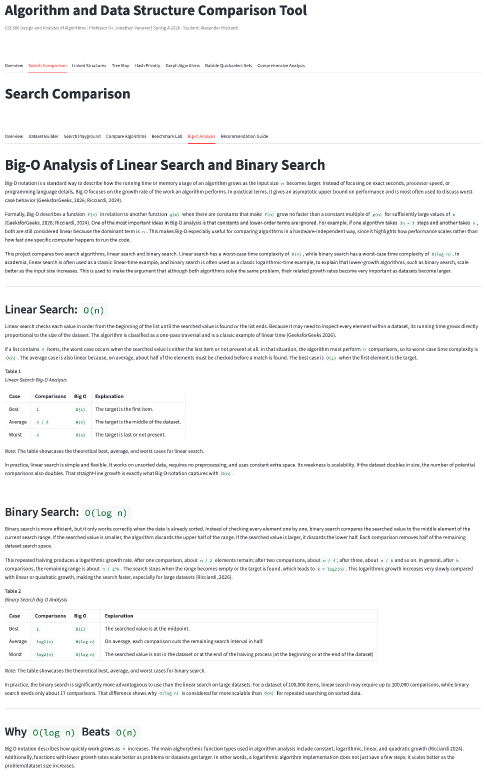 Algorithm and Data Structure Comparison Tool
CSC506 Design and Analysis of Algorithms | Professor: Dr. Jonathan Vanover | Spring A 2026 | Student: Alexander Ricciardi
Overview Search Comparison Linked Structures Tree Map Hash Priority Graph Algorithms Bubble Quickselect Sets Comprehensive Analysis
Search Comparison
Overview Dataset Builder Search Playground Compare Algorithms Benchmark Lab Big-O Analysis Recommendation Guide
Big-O Analysis of Linear Search and Binary Search
Big-O notation is a standard way to describe how the running time or memory usage of an algorithm grows as the input size n becomes larger. Instead of focusing on exact seconds, processor speed, or
programming language details, Big-O focuses on the growth rate of the work an algorithm performs. In practical terms, it gives an asymptotic upper bound on performance and is most often used to discuss worst-
case behavior (GeeksforGeeks, 2026; Ricciardi, 2024).
Formally, Big-O describes a function f(n) in relation to another function g(n) when there are constants that make f(n) grow no faster than a constant multiple of g(n) for sufficiently large values of n
(GeeksforGeeks, 2026; Ricciardi, 2024). One of the most important ideas in Big-O analysis is that constants and lower-order terms are ignored. For example, if one algorithm takes 3n + 5 steps and another takes n,
both are still considered linear because the dominant term is n. This makes Big-O especially useful for comparing algorithms in a hardware-independent way, since it highlights how performance scales rather than
how fast one specific computer happens to run the code.
This project compares two search algorithms, linear search and binary search. Linear search has a worst-case time complexity of O(n), while binary search has a worst-case time complexity of O(log n). In
academia, linear search is often used as a classic linear-time example, and binary search is often used as a classic logarithmic-time example, to explain that lower-growth algorithms, such as binary search, scale
better as the input size increases. This is used to make the argument that although both algorithms solve the same problem, their related growth rates become very important as datasets become larger.
Linear Search: O(n)
Linear search checks each value in order from the beginning of the list until the searched value is found or the list ends. Because it may need to inspect every element within a dataset, its running time grows directly
proportional to the size of the dataset. The algorithm is classified as a one-pass traversal and is a classic example of linear time (GeeksforGeeks 2026).
If a list contains n items, the worst case occurs when the searched value is either the last item or not present at all. In that situation, the algorithm must perform n comparisons, so its worst-case time complexity is
O(n). The average case is also linear because, on average, about half of the elements must be checked before a match is found. The best case is O(1) when the first element is the target.
Table 1
Linear Search Big-O Analysis
Case Comparisons Big O Explanation
Best 1 O(1) The target is the first item.
Average n / 2 O(n) The target is the middle of the dataset.
Worst n O(n) The target is last or not present.
Note: The table shows the theoretical best, average, and worst cases for linear search.
In practice, linear search is simple and flexible. It works on unsorted data, requires no preprocessing, and uses constant extra space. Its weakness is scalability. If the dataset doubles in size, the number of potential
comparisons also doubles. That straight-line growth is exactly what Big-O notation captures with O(n).
Binary Search: O(log n)
Binary search is more efficient, but it only works correctly when the data is already sorted. Instead of checking every element one by one, binary search compares the searched value to the middle element of the
current search range. If the searched value is smaller, the algorithm discards the upper half of the range. If the searched value is larger, it discards the lower half. Each comparison removes half of the remaining
dataset search space.
This repeated halving produces a logarithmic growth rate. After one comparison, about n / 2 elements remain; after two comparisons, about n / 4; after three, about n / 8 and so on. In general, after k
comparisons, the remaining range is about n / 2^k. The search stops when the range becomes empty or the target is found, which leads to k = log2(n). This logarithmic growth increases very slowly compared
with linear or quadratic growth, making the search faster, especially for large datasets (Ricciardi, 2026).
Table 2
Binary Search Big-O Analysis
Case Comparisons Big O Explanation
Best 1 O(1) The searched value is at the midpoint.
Average log2(n) O(log n) On average, each comparison cuts the remaining search interval in half.
Worst log2(n) O(log n) The searched value is not in the dataset or at the end of the halving process (at the beginning or at the end of the dataset)
Note: The table shows the theoretical best, average, and worst cases for binary search.
In practice, the binary search is significantly more advantageous to use than the linear search on large datasets. For a dataset of 100,000 items, linear search may require up to 100,000 comparisons, while binary
search needs only about 17 comparisons. That difference shows why O(log n) is considered far more scalable than O(n) for repeated searching on sorted data.
Why O(log n) Beats O(n)
Big-O notation describes how quickly work grows as n increases. The main algherythmic function types used in algorithm analysis include constant, logarithmic, linear, and quadratic growth (Ricciardi 2024).
Additionally, functions with lower growth rates scale better as problems or datasets get larger. In other words, a logarithmic algorithm implementation does not just save a few steps; it scales better as the
problem/dataset size increases.